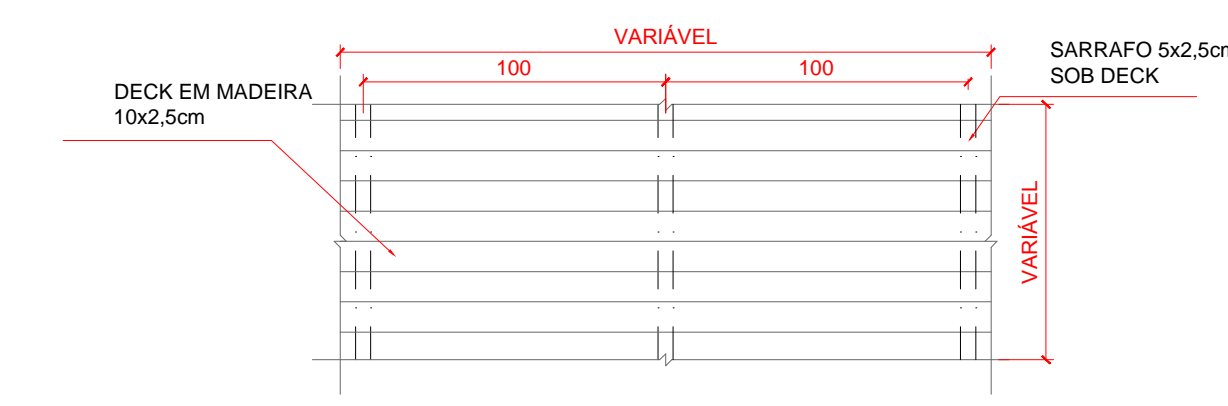 VARIÁVEL
100 100
DECK EM MADEIRA
10x2,5cm
SARRAFO 5x2,5cm
SOB DECK
VARIÁVEL